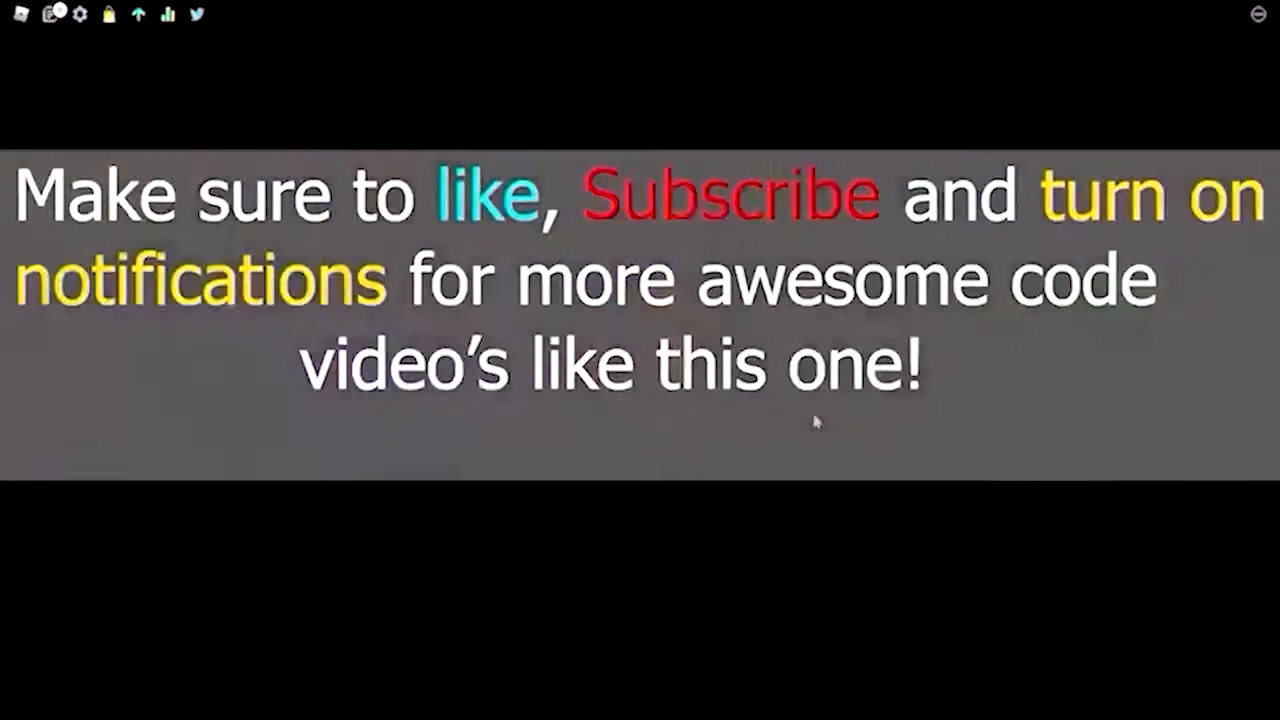 Make sure to like, Subscribe and turn on
notifications for more awesome code
video’s like this one!